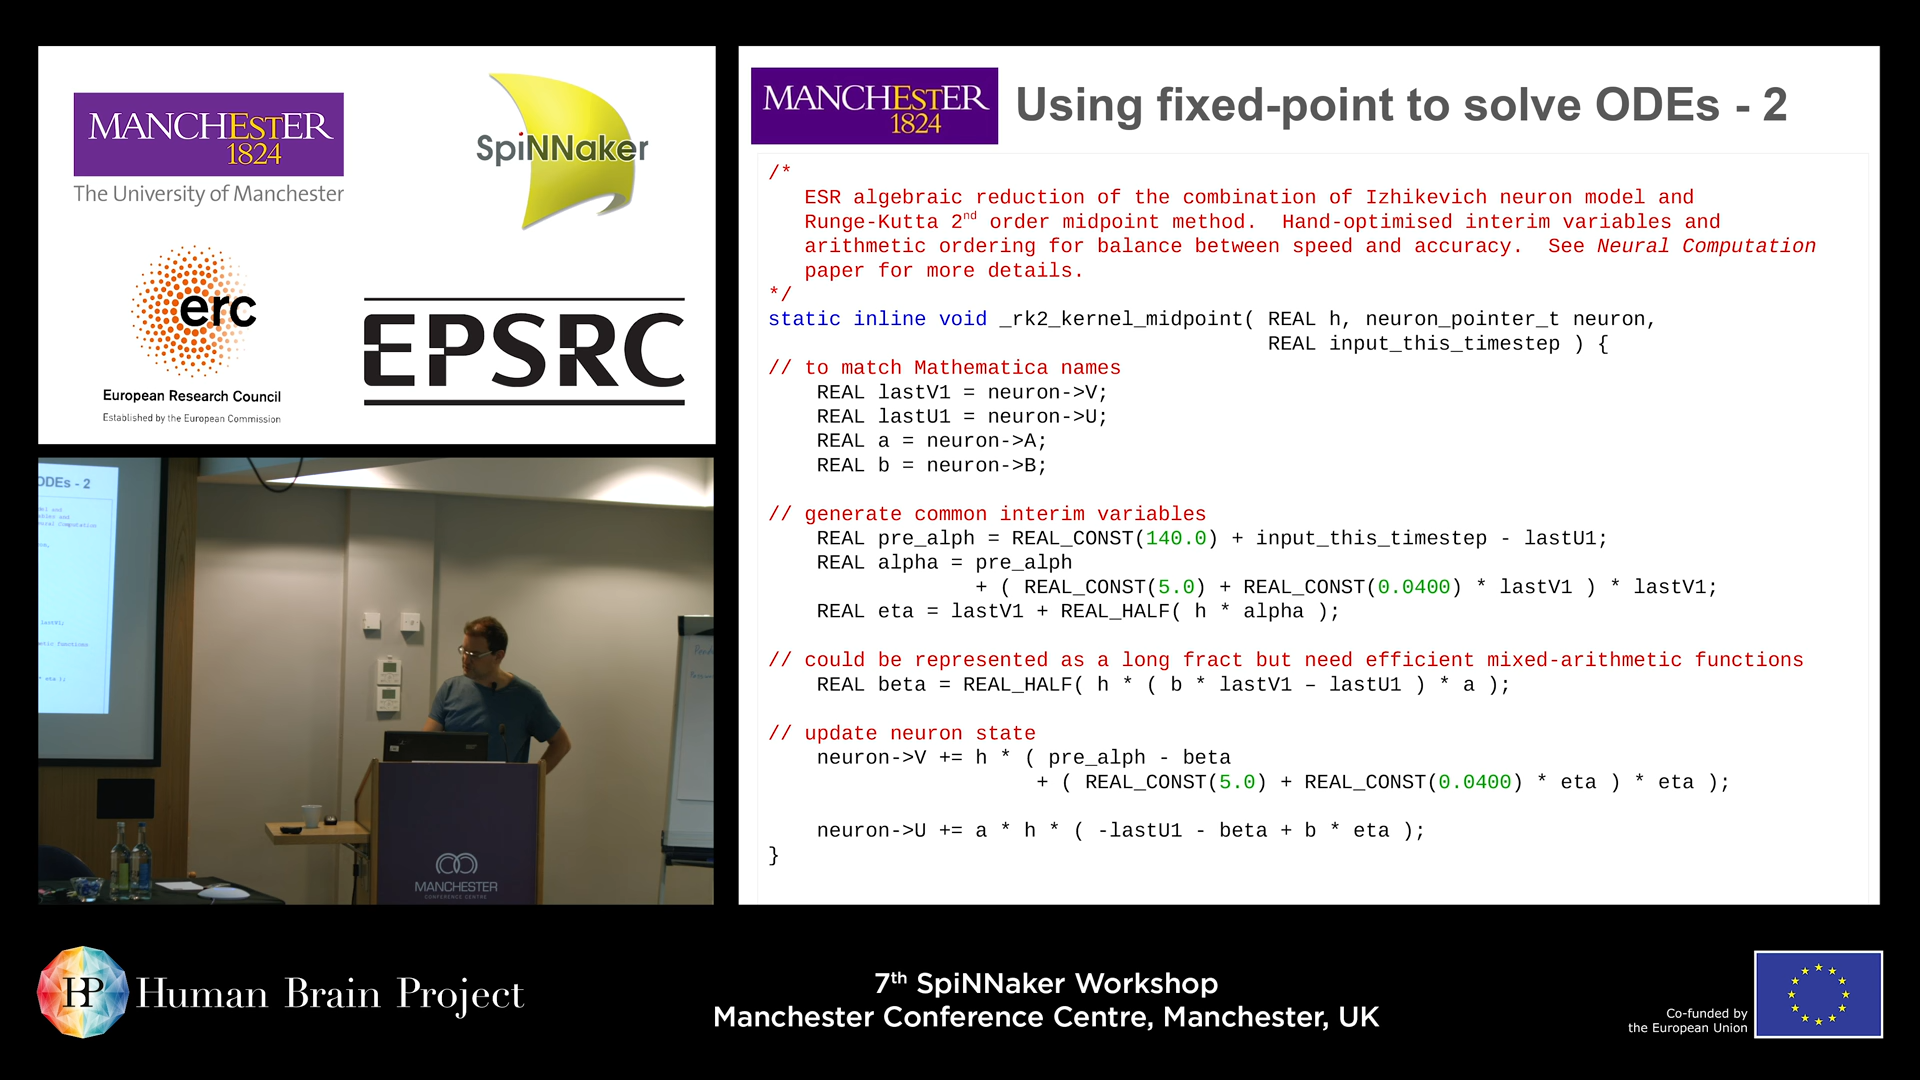 MANCHESTER
1824
The University of Manchester
SpiNNaker
erc
European Research Council
Established by the European Commission
EPSRC
MANCHESTER
1824
Using fixed-point to solve ODEs - 2
/*
ESR algebraic reduction of the combination of Izhikevich neuron model and
Runge-Kutta 2nd order midpoint method. Hand-optimised interim variables and
arithmetic ordering for balance between speed and accuracy. See Neural Computation
paper for more details.
*/
static inline void _rk2_kernel_midpoint( REAL h, neuron_pointer_t neuron,
REAL input_this_timestep ) {
// to match Mathematica names
REAL lastV1 = neuron->V;
REAL lastU1 = neuron->U;
REAL a = neuron->A;
REAL b = neuron->B;
// generate common interim variables
REAL pre_alph = REAL_CONST(140.0) + input_this_timestep - lastU1;
REAL alpha = pre_alph
+ ( REAL_CONST(5.0) + REAL_CONST(0.0400) * lastV1 ) * lastV1;
REAL eta = lastV1 + REAL_HALF( h * alpha );
// could be represented as a long fract but need efficient mixed-arithmetic functions
REAL beta = REAL_HALF( h * ( b * lastV1 – lastU1 ) * a );
// update neuron state
neuron->V += h * ( pre_alph - beta
+ ( REAL_CONST(5.0) + REAL_CONST(0.0400) * eta ) * eta );
neuron->U += a * h * ( -lastU1 - beta + b * eta );
}
ODEs - 2
MANCHESTER
CONFERENCE CENTRE
HBP Human Brain Project
7th SpiNNaker Workshop
Manchester Conference Centre, Manchester, UK
Co-funded by
the European Union